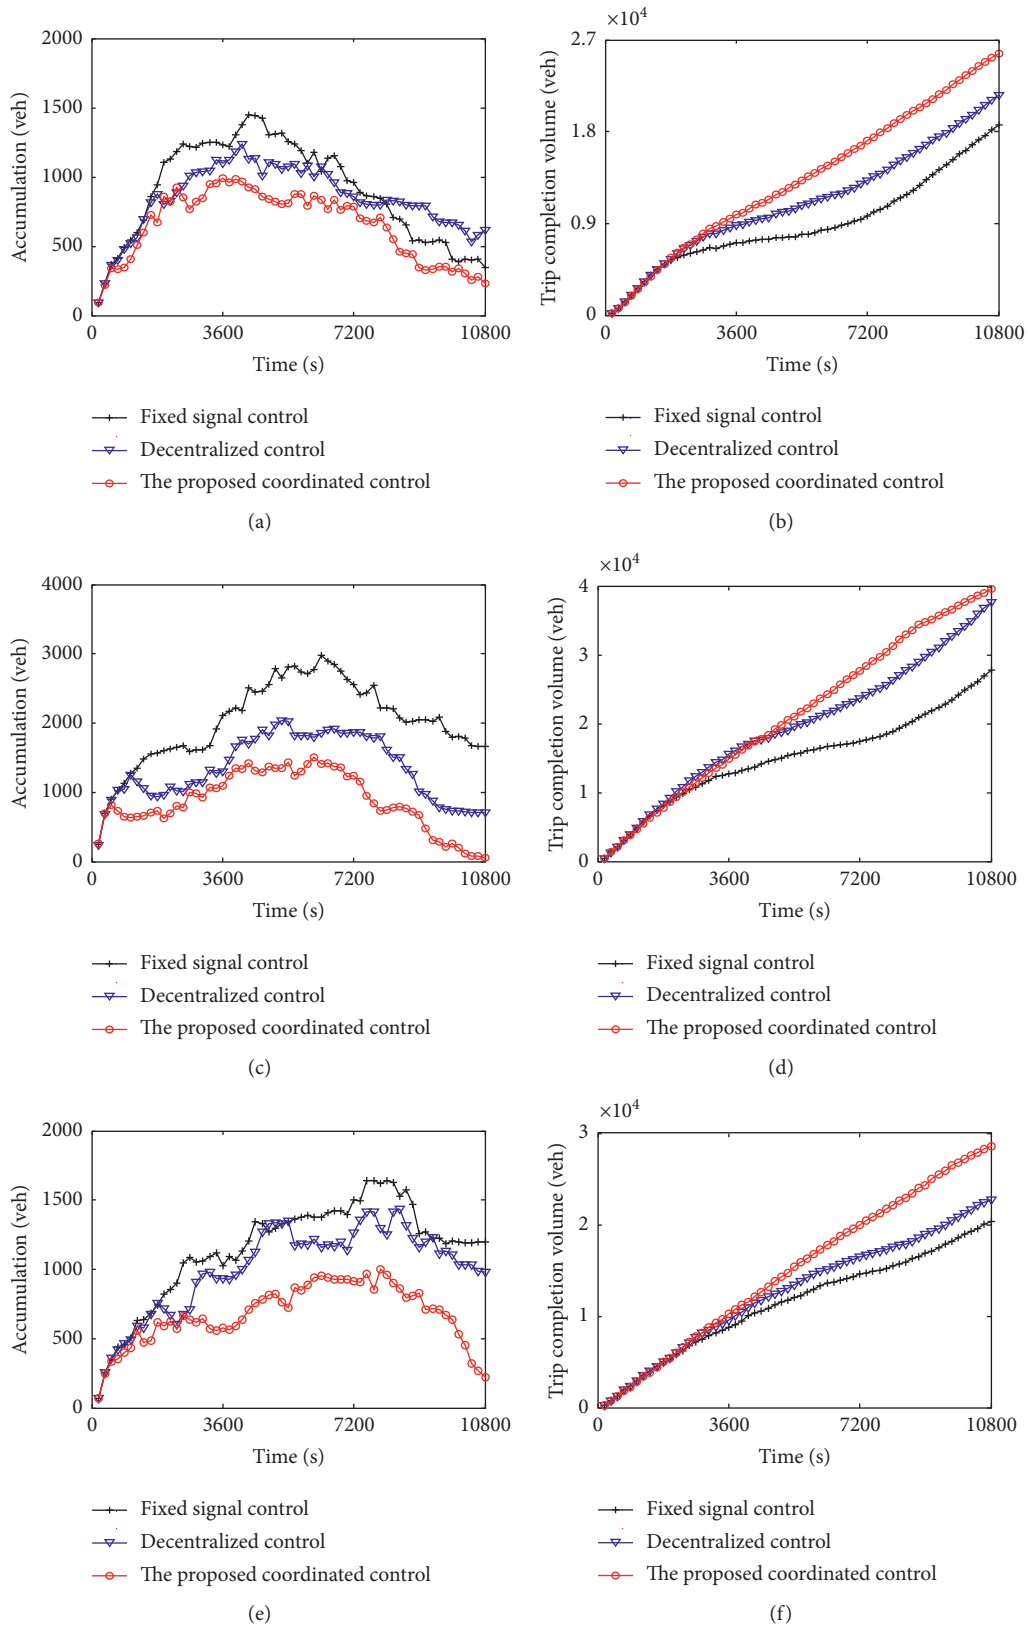 2000
1500
1000
500
0
Accumulation (veh)
0 3600 7200 10800
Time (s)
Fixed signal control
Decentralized control
The proposed coordinated control
(a)
×10⁴
2.7
1.8
0.9
0
Trip completion volume (veh)
0 3600 7200 10800
Time (s)
Fixed signal control
Decentralized control
The proposed coordinated control
(b)
4000
3000
2000
1000
0
Accumulation (veh)
0 3600 7200 10800
Time (s)
Fixed signal control
Decentralized control
The proposed coordinated control
(c)
×10⁴
4
3
2
1
0
Trip completion volume (veh)
0 3600 7200 10800
Time (s)
Fixed signal control
Decentralized control
The proposed coordinated control
(d)
2000
1500
1000
500
0
Accumulation (veh)
0 3600 7200 10800
Time (s)
Fixed signal control
Decentralized control
The proposed coordinated control
(e)
×10⁴
3
2
1
0
Trip completion volume (veh)
0 3600 7200 10800
Time (s)
Fixed signal control
Decentralized control
The proposed coordinated control
(f)